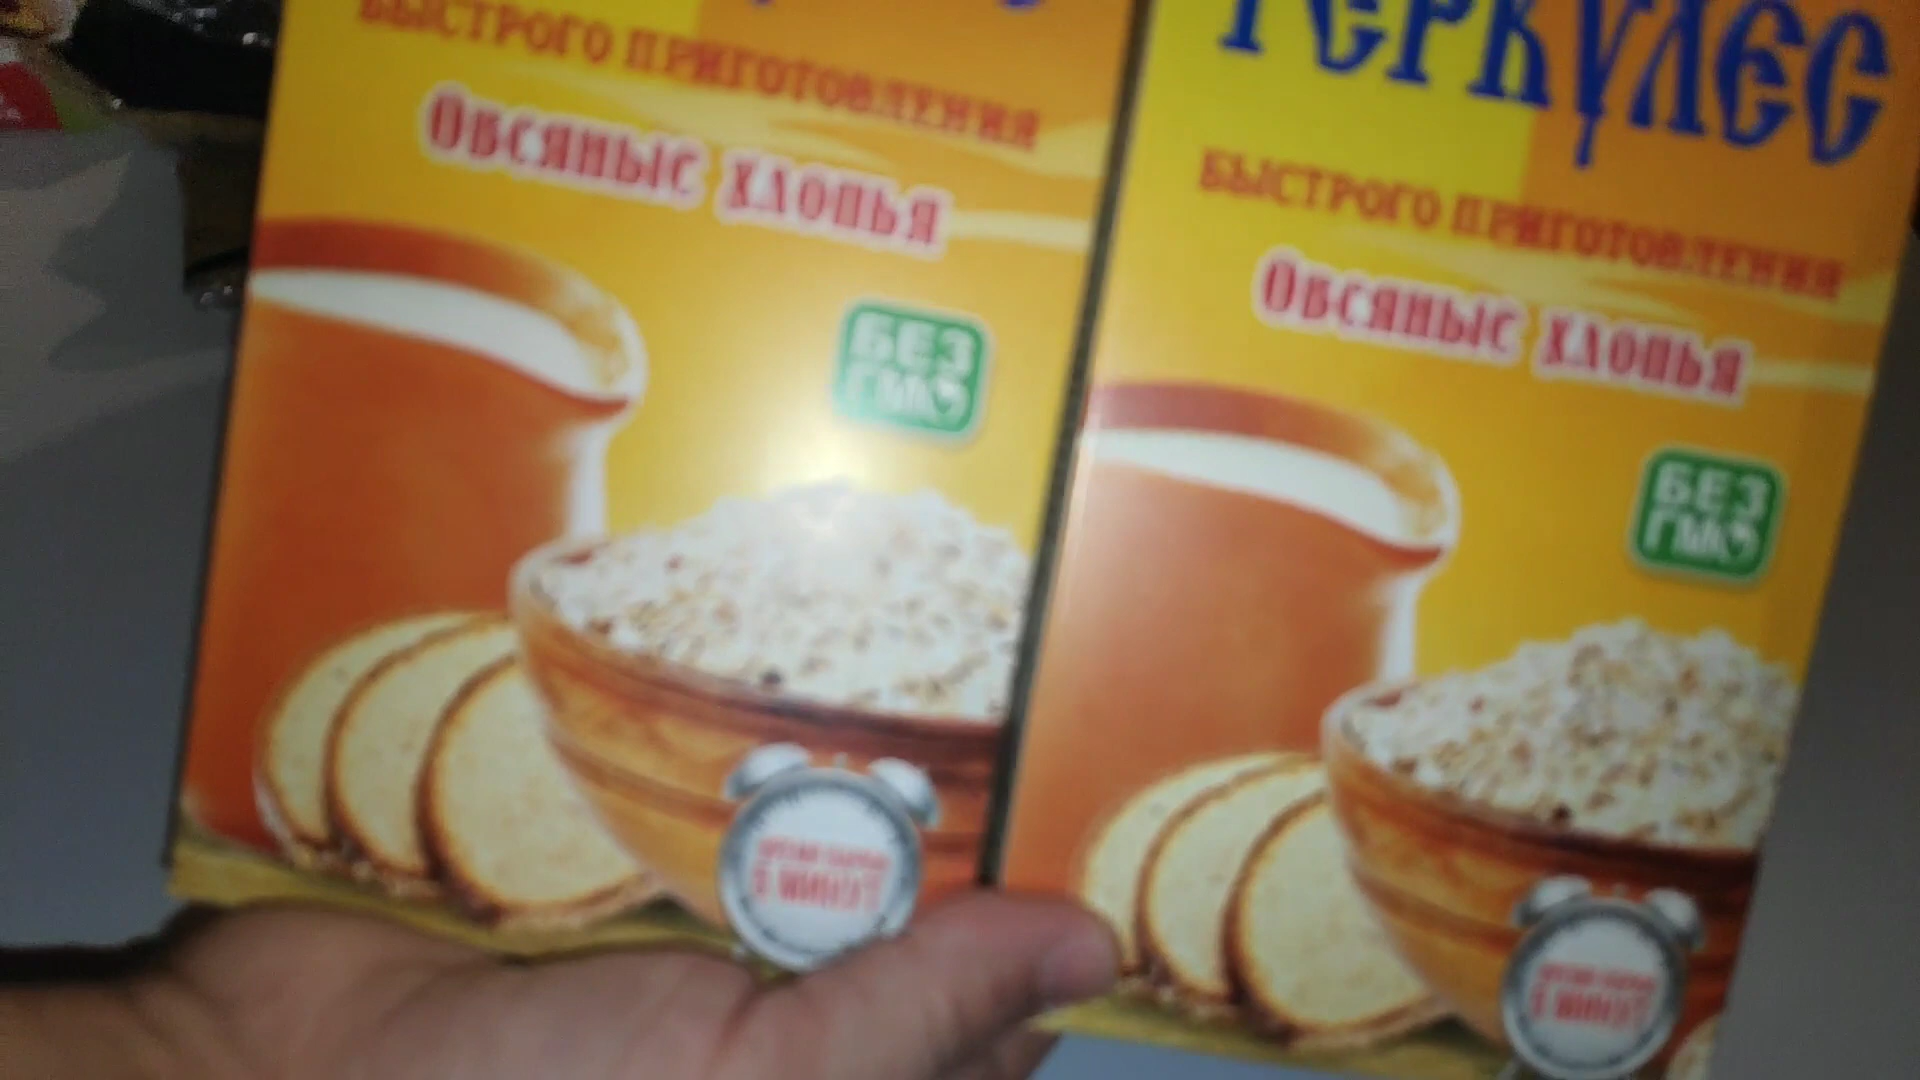 БЫСТРОГО ПРИГОТОВЛЕНИЯ
Овсяные хлопья
БЕЗ
ГМО
ГЕРКУЛЕС
БЫСТРОГО ПРИГОТОВЛЕНИЯ
Овсяные хлопья
БЕЗ
ГМО